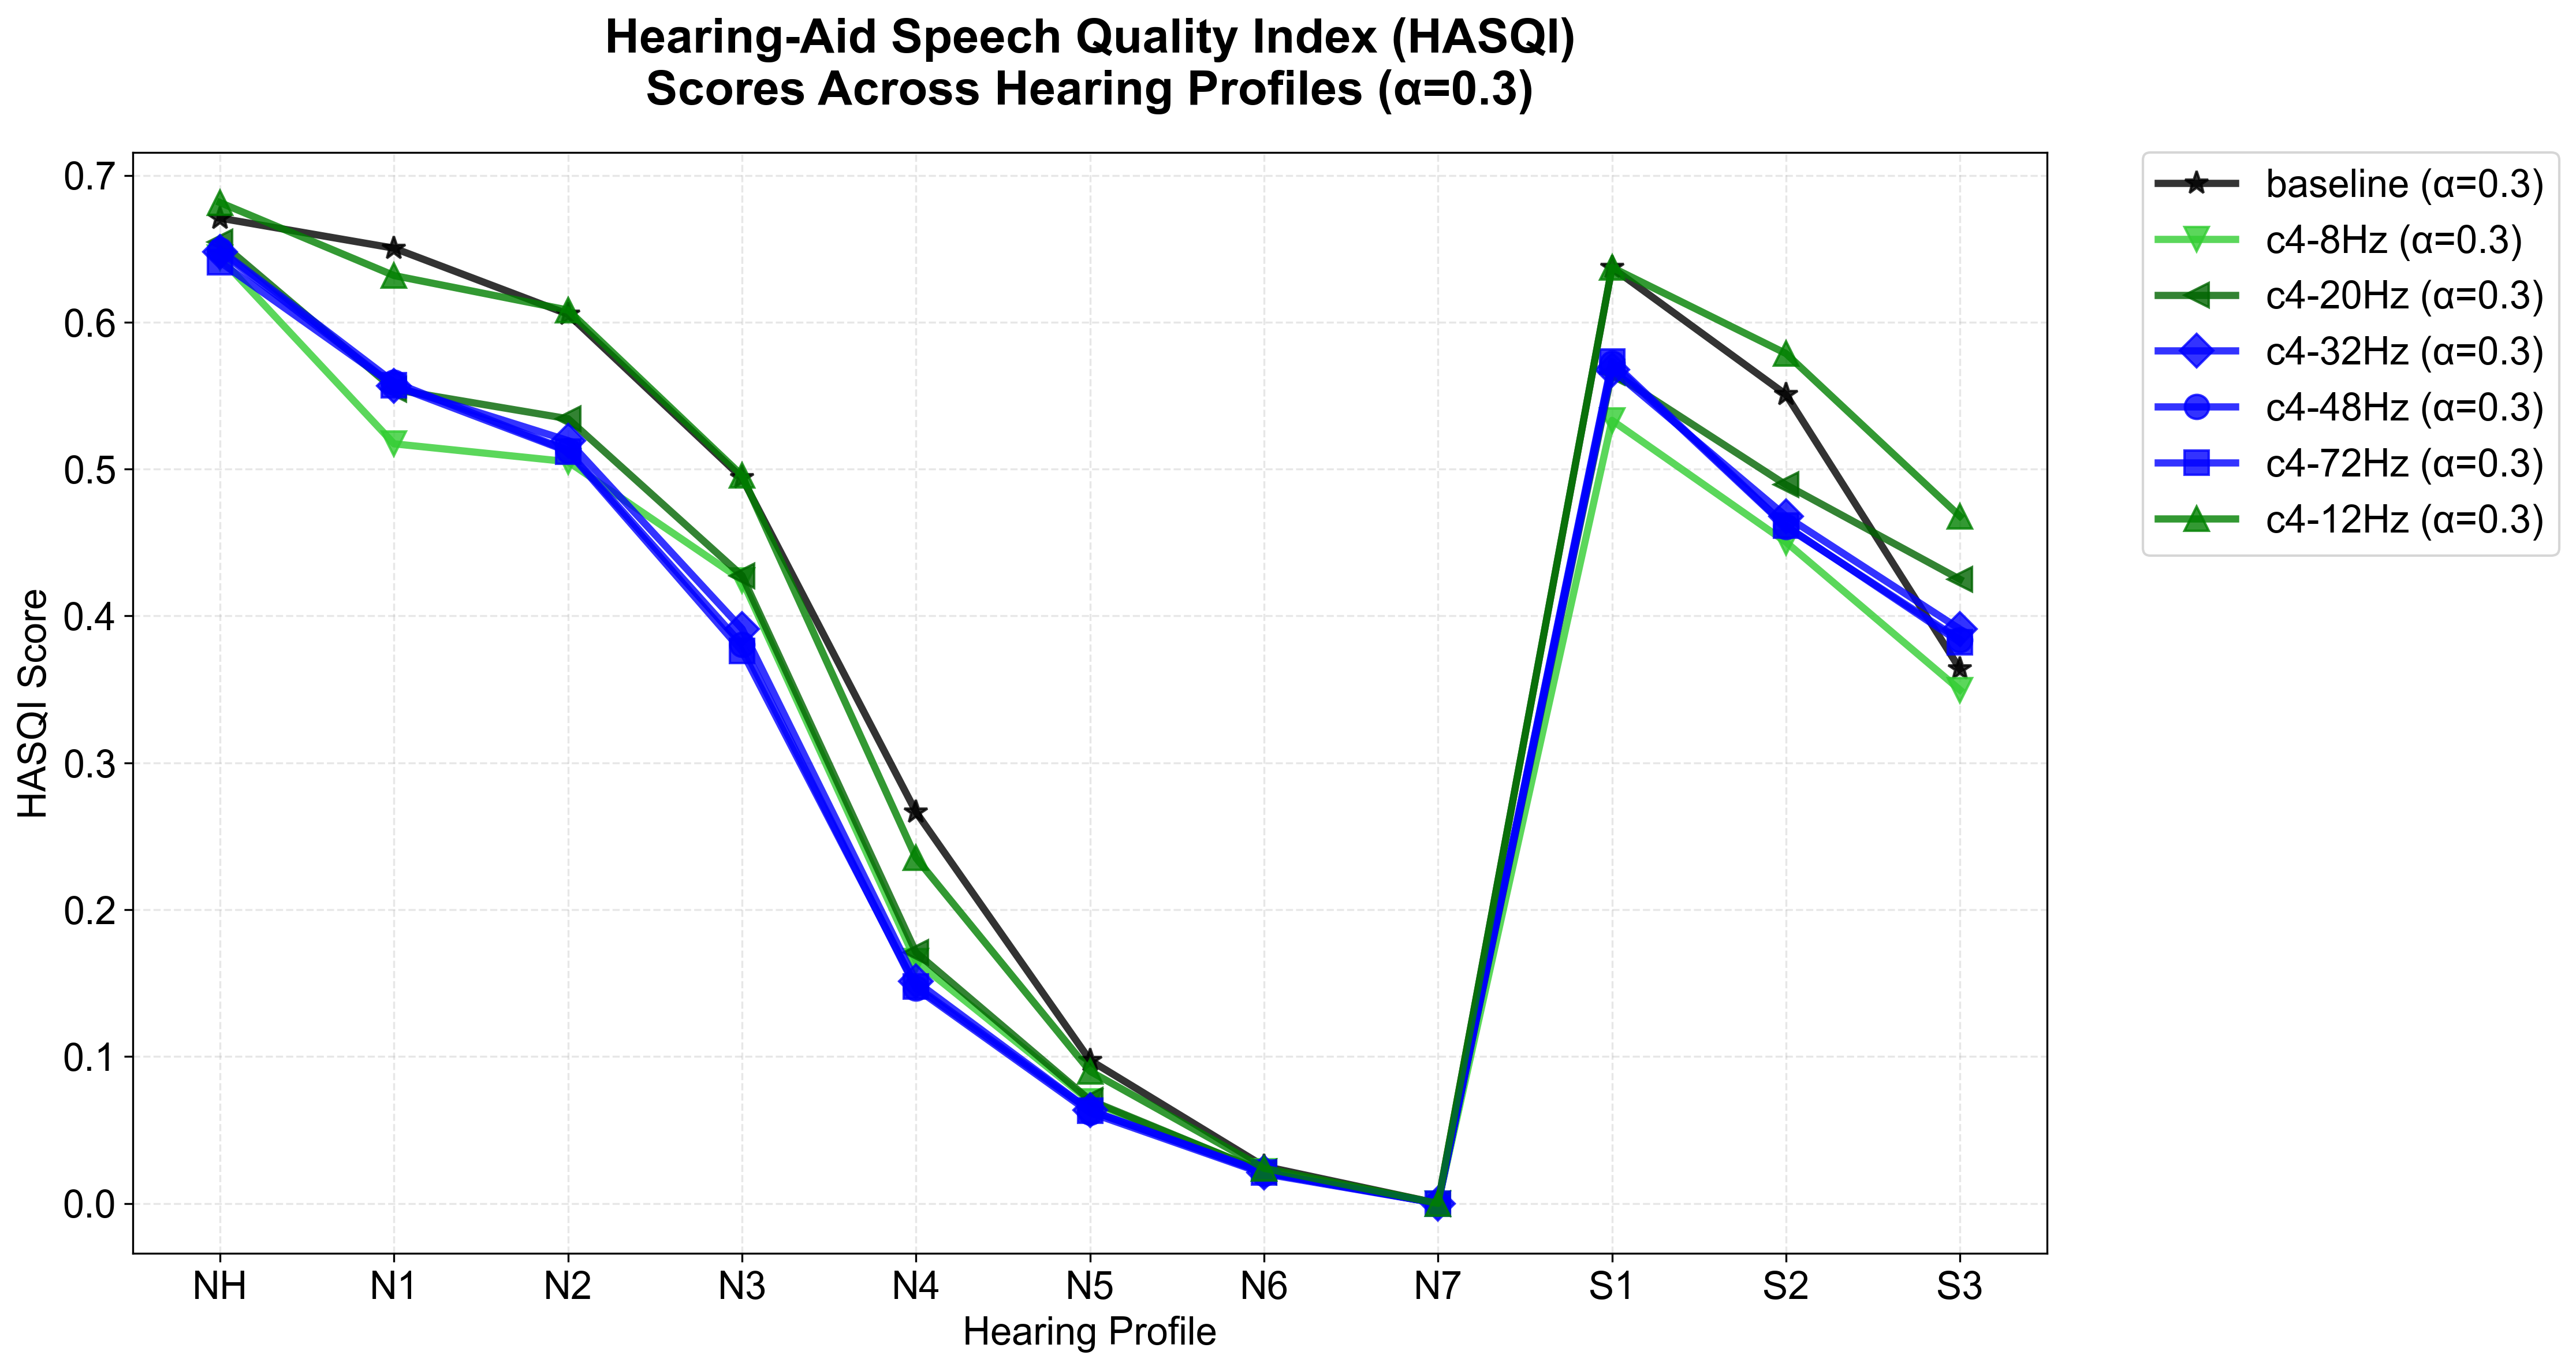 Hearing-Aid Speech Quality Index (HASQI)
Scores Across Hearing Profiles (α=0.3)
0.7
0.6
0.5
0.4
0.3
0.2
0.1
0.0
HASQI Score
NH N1 N2 N3 N4 N5 N6 N7 S1 S2 S3
Hearing Profile
baseline (α=0.3)
c4-8Hz (α=0.3)
c4-20Hz (α=0.3)
c4-32Hz (α=0.3)
c4-48Hz (α=0.3)
c4-72Hz (α=0.3)
c4-12Hz (α=0.3)